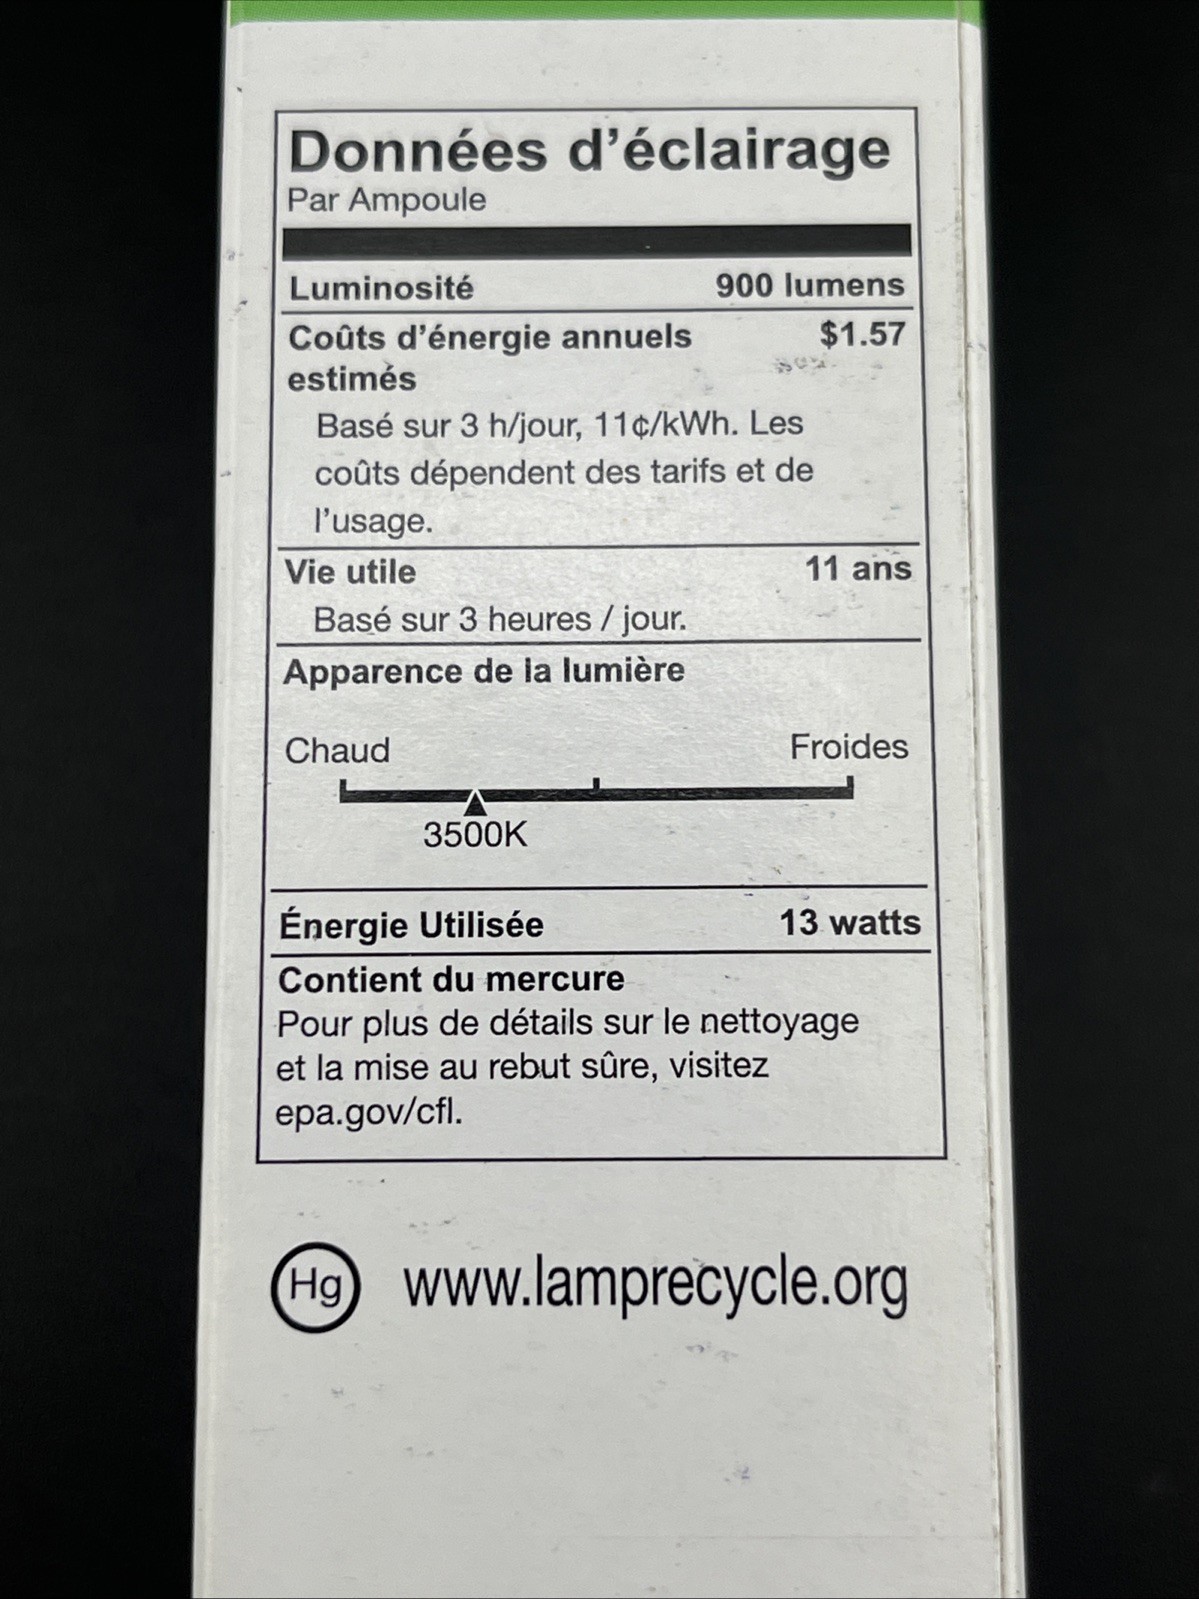 Données d'éclairage
Par Ampoule
Luminosité 900 lumens
Coûts d'énergie annuels $1.57
estimés
Basé sur 3 h/jour, 11¢/kWh. Les
coûts dépendent des tarifs et de
l'usage.
Vie utile 11 ans
Basé sur 3 heures / jour.
Apparence de la lumière
Chaud Froides
3500K
Énergie Utilisée 13 watts
Contient du mercure
Pour plus de détails sur le nettoyage
et la mise au rebut sûre, visitez
epa.gov/cfl.
Hg www.lamprecycle.org